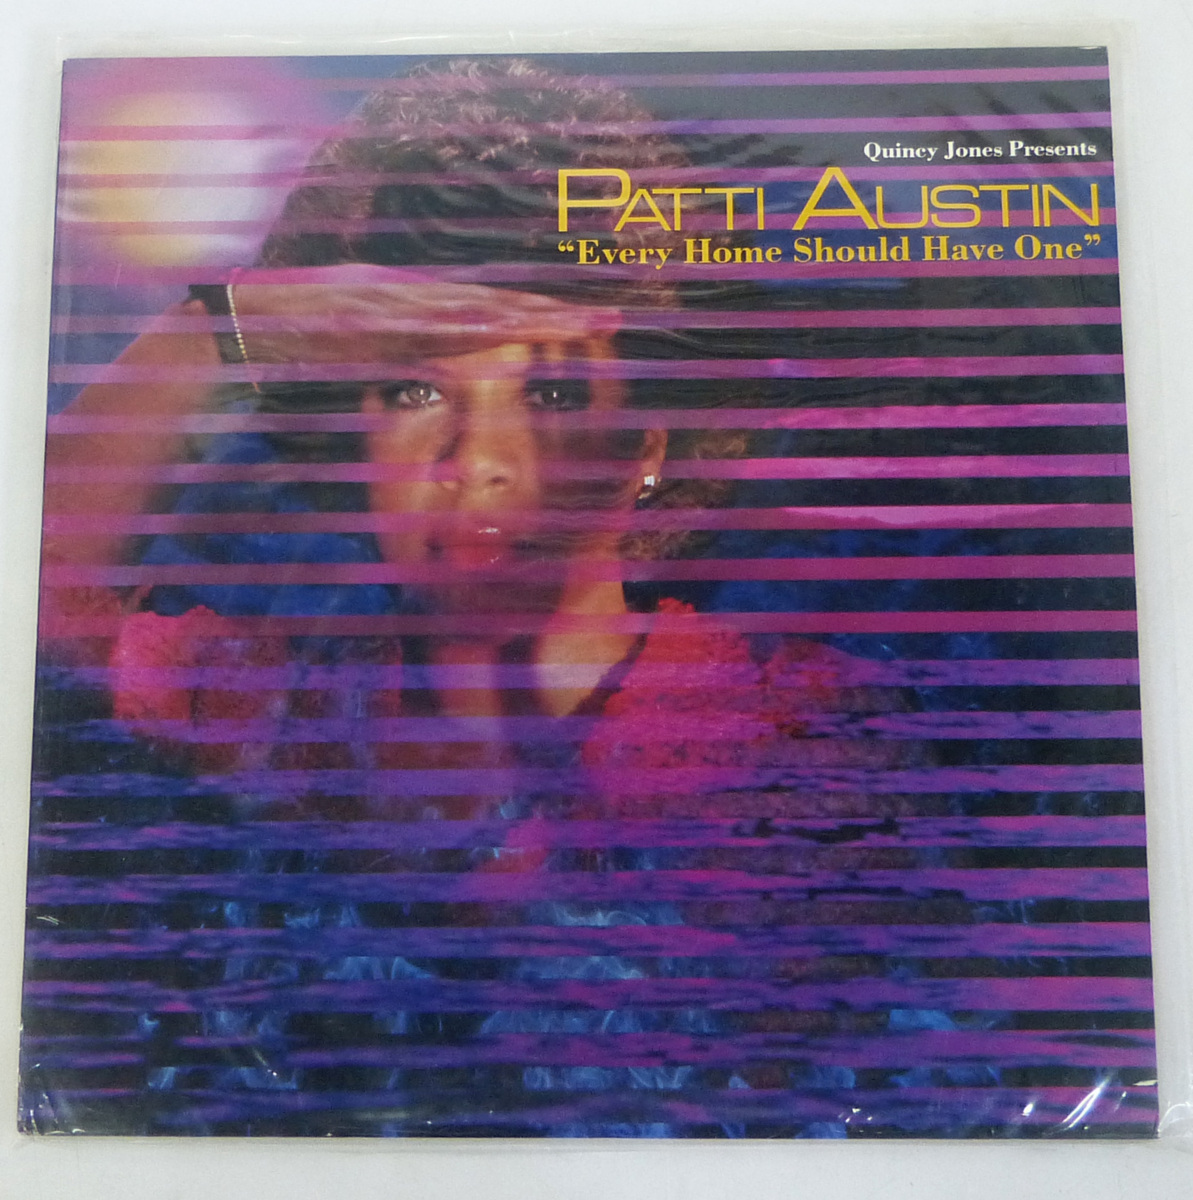 Quincy Jones Presents
PATTI AUSTIN
“Every Home Should Have One”